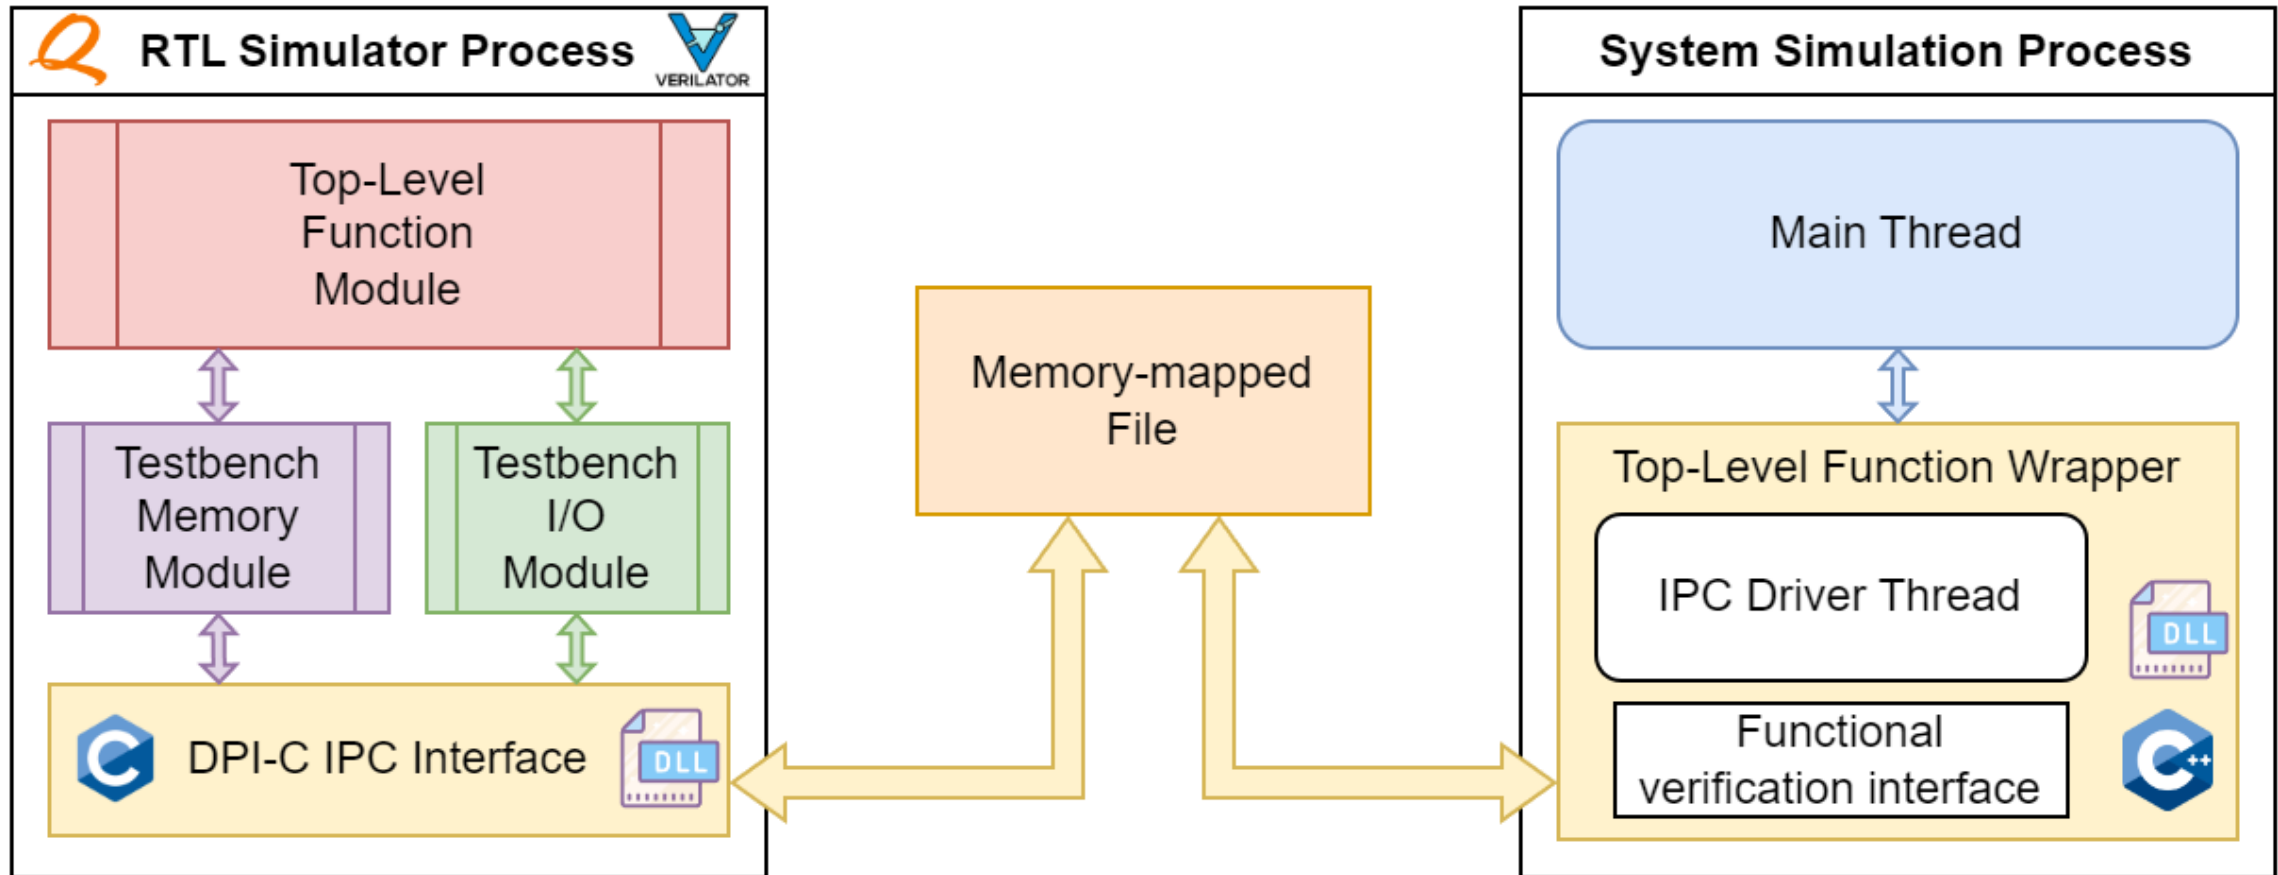 RTL Simulator Process
VERILATOR
Top-Level
Function
Module
Testbench
Memory
Module
Testbench
I/O
Module
C
DPI-C IPC Interface
DLL
Memory-mapped
File
System Simulation Process
Main Thread
Top-Level Function Wrapper
IPC Driver Thread
DLL
Functional
verification interface
C++